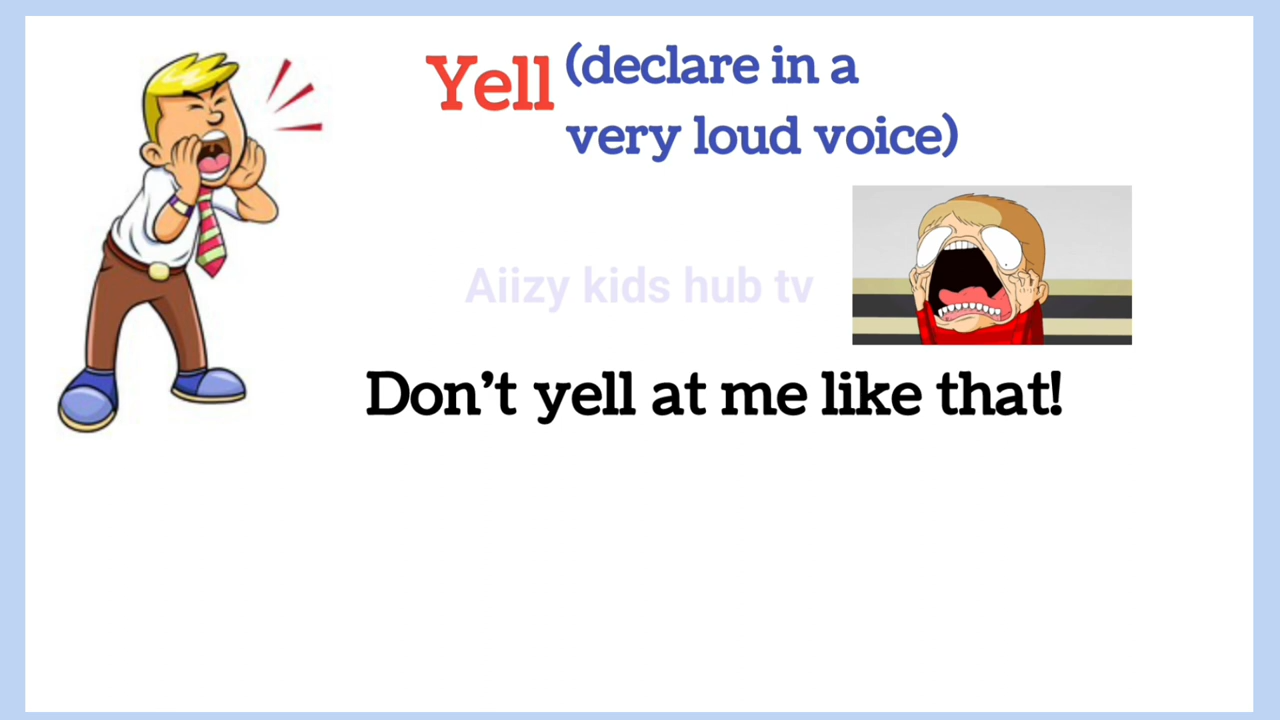 Yell (declare in a
very loud voice)
Aiizy kids hub tv
Don’t yell at me like that!